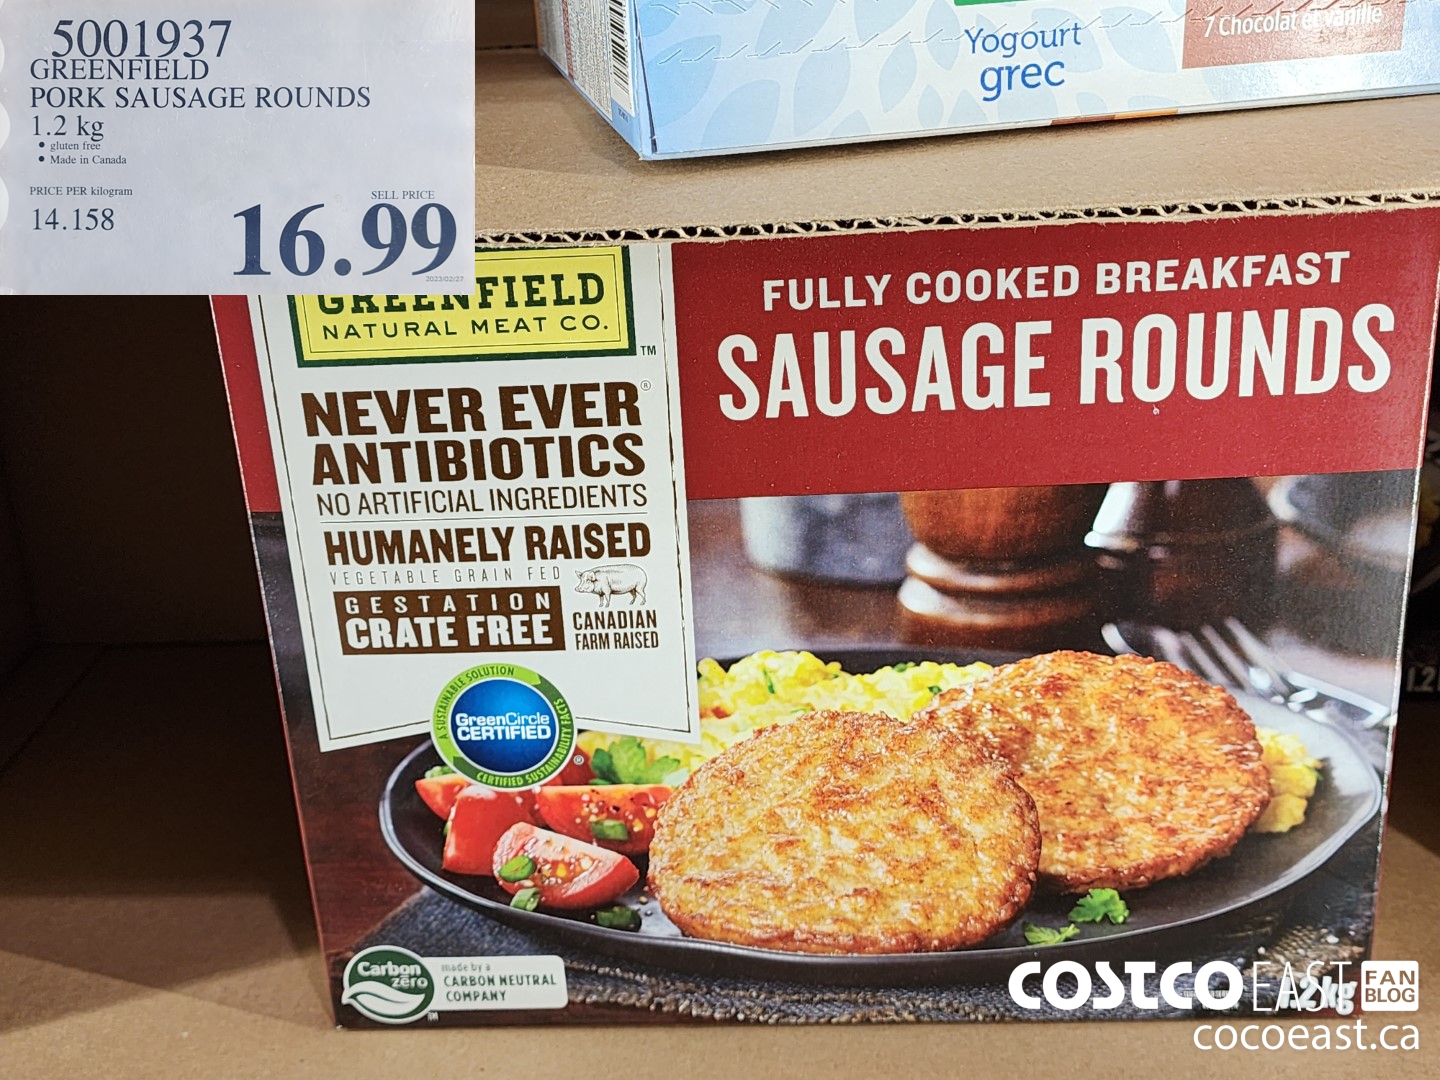 5001937
GREENFIELD
PORK SAUSAGE ROUNDS
1.2 kg
• gluten free
• Made in Canada
PRICE PER kilogram
14.158
SELL PRICE
16.99
2023/02/27
Yogourt
grec
7 Chocolat et vanille
GREENFIELD
NATURAL MEAT CO.
TM
NEVER EVER®
ANTIBIOTICS
NO ARTIFICIAL INGREDIENTS
HUMANELY RAISED
VEGETABLE GRAIN FED
GESTATION
CRATE FREE
CANADIAN
FARM RAISED
A SUSTAINABLE SOLUTION
GreenCircle
CERTIFIED
CERTIFIED SUSTAINABILITY FACTS
®
FULLY COOKED BREAKFAST
SAUSAGE ROUNDS
Carbon
zero
TM
made by a
CARBON NEUTRAL
COMPANY
1.2kg
COSTCO EAST FAN
BLOG
cocoeast.ca